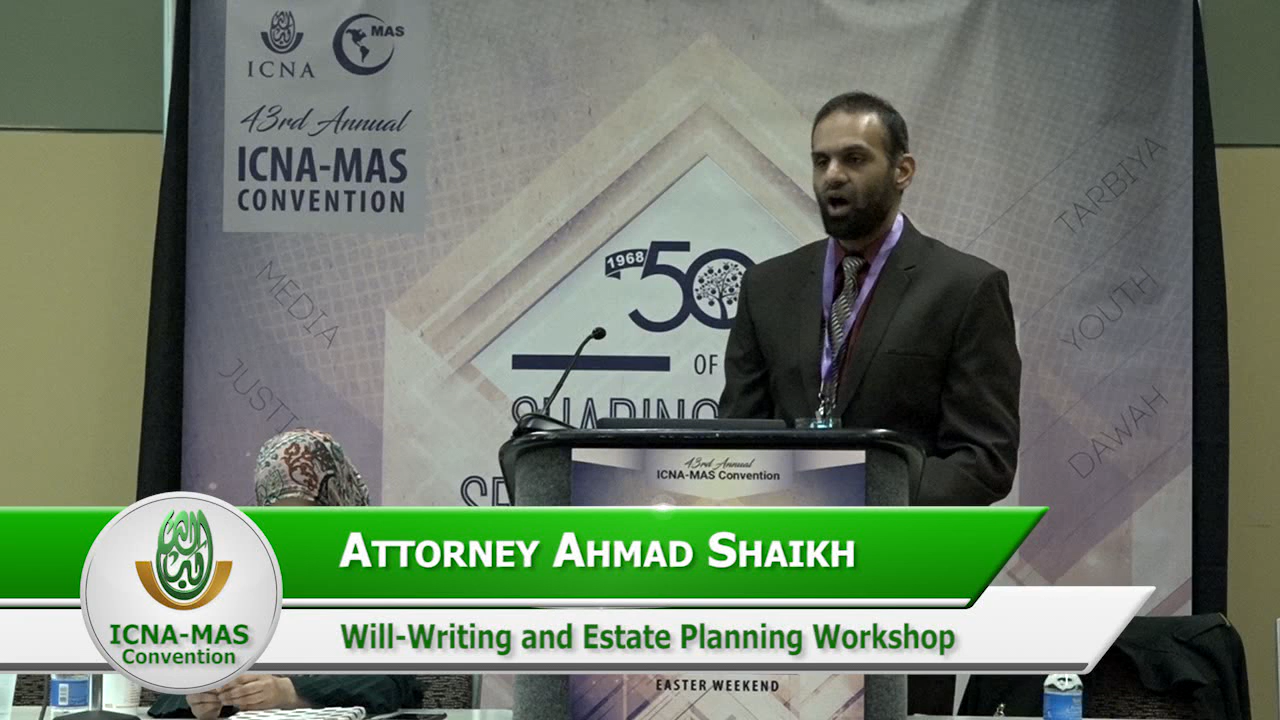 ICNA
MAS
43rd Annual
ICNA-MAS
CONVENTION
MEDIA
TARBIYA
YOUTH
DAWAH
1968
50
OF
43rd Annual
ICNA-MAS Convention
ATTORNEY AHMAD SHAIKH
Will-Writing and Estate Planning Workshop
ICNA-MAS
Convention
EASTER WEEKEND